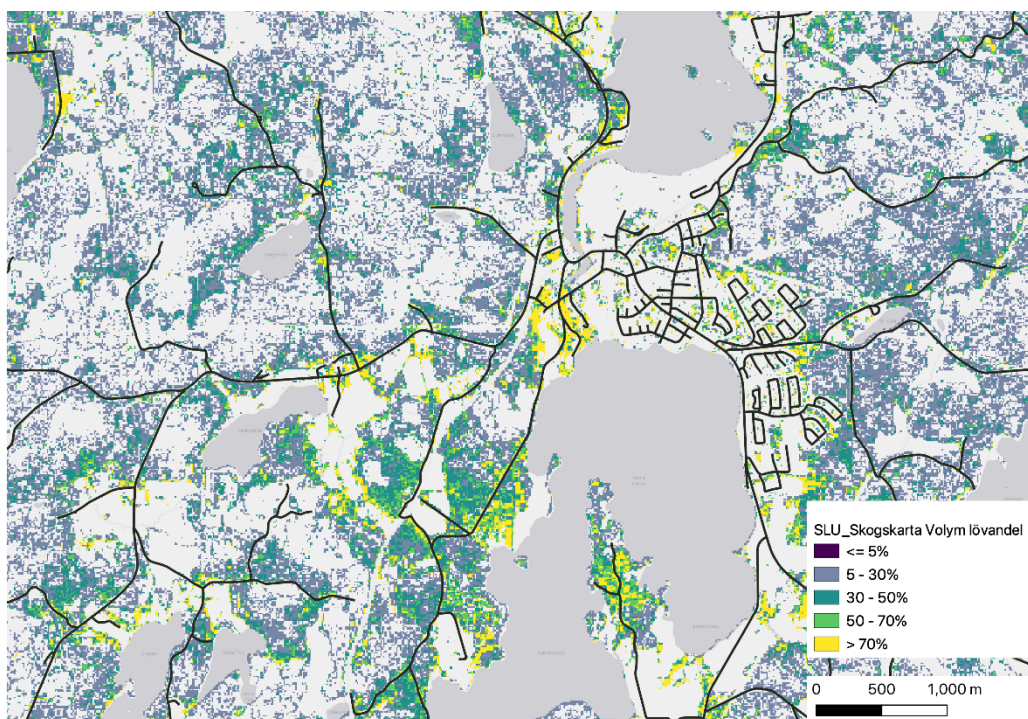 SLU_Skogskarta Volym lövandel
<= 5%
5 - 30%
30 - 50%
50 - 70%
> 70%
0 500 1,000 m